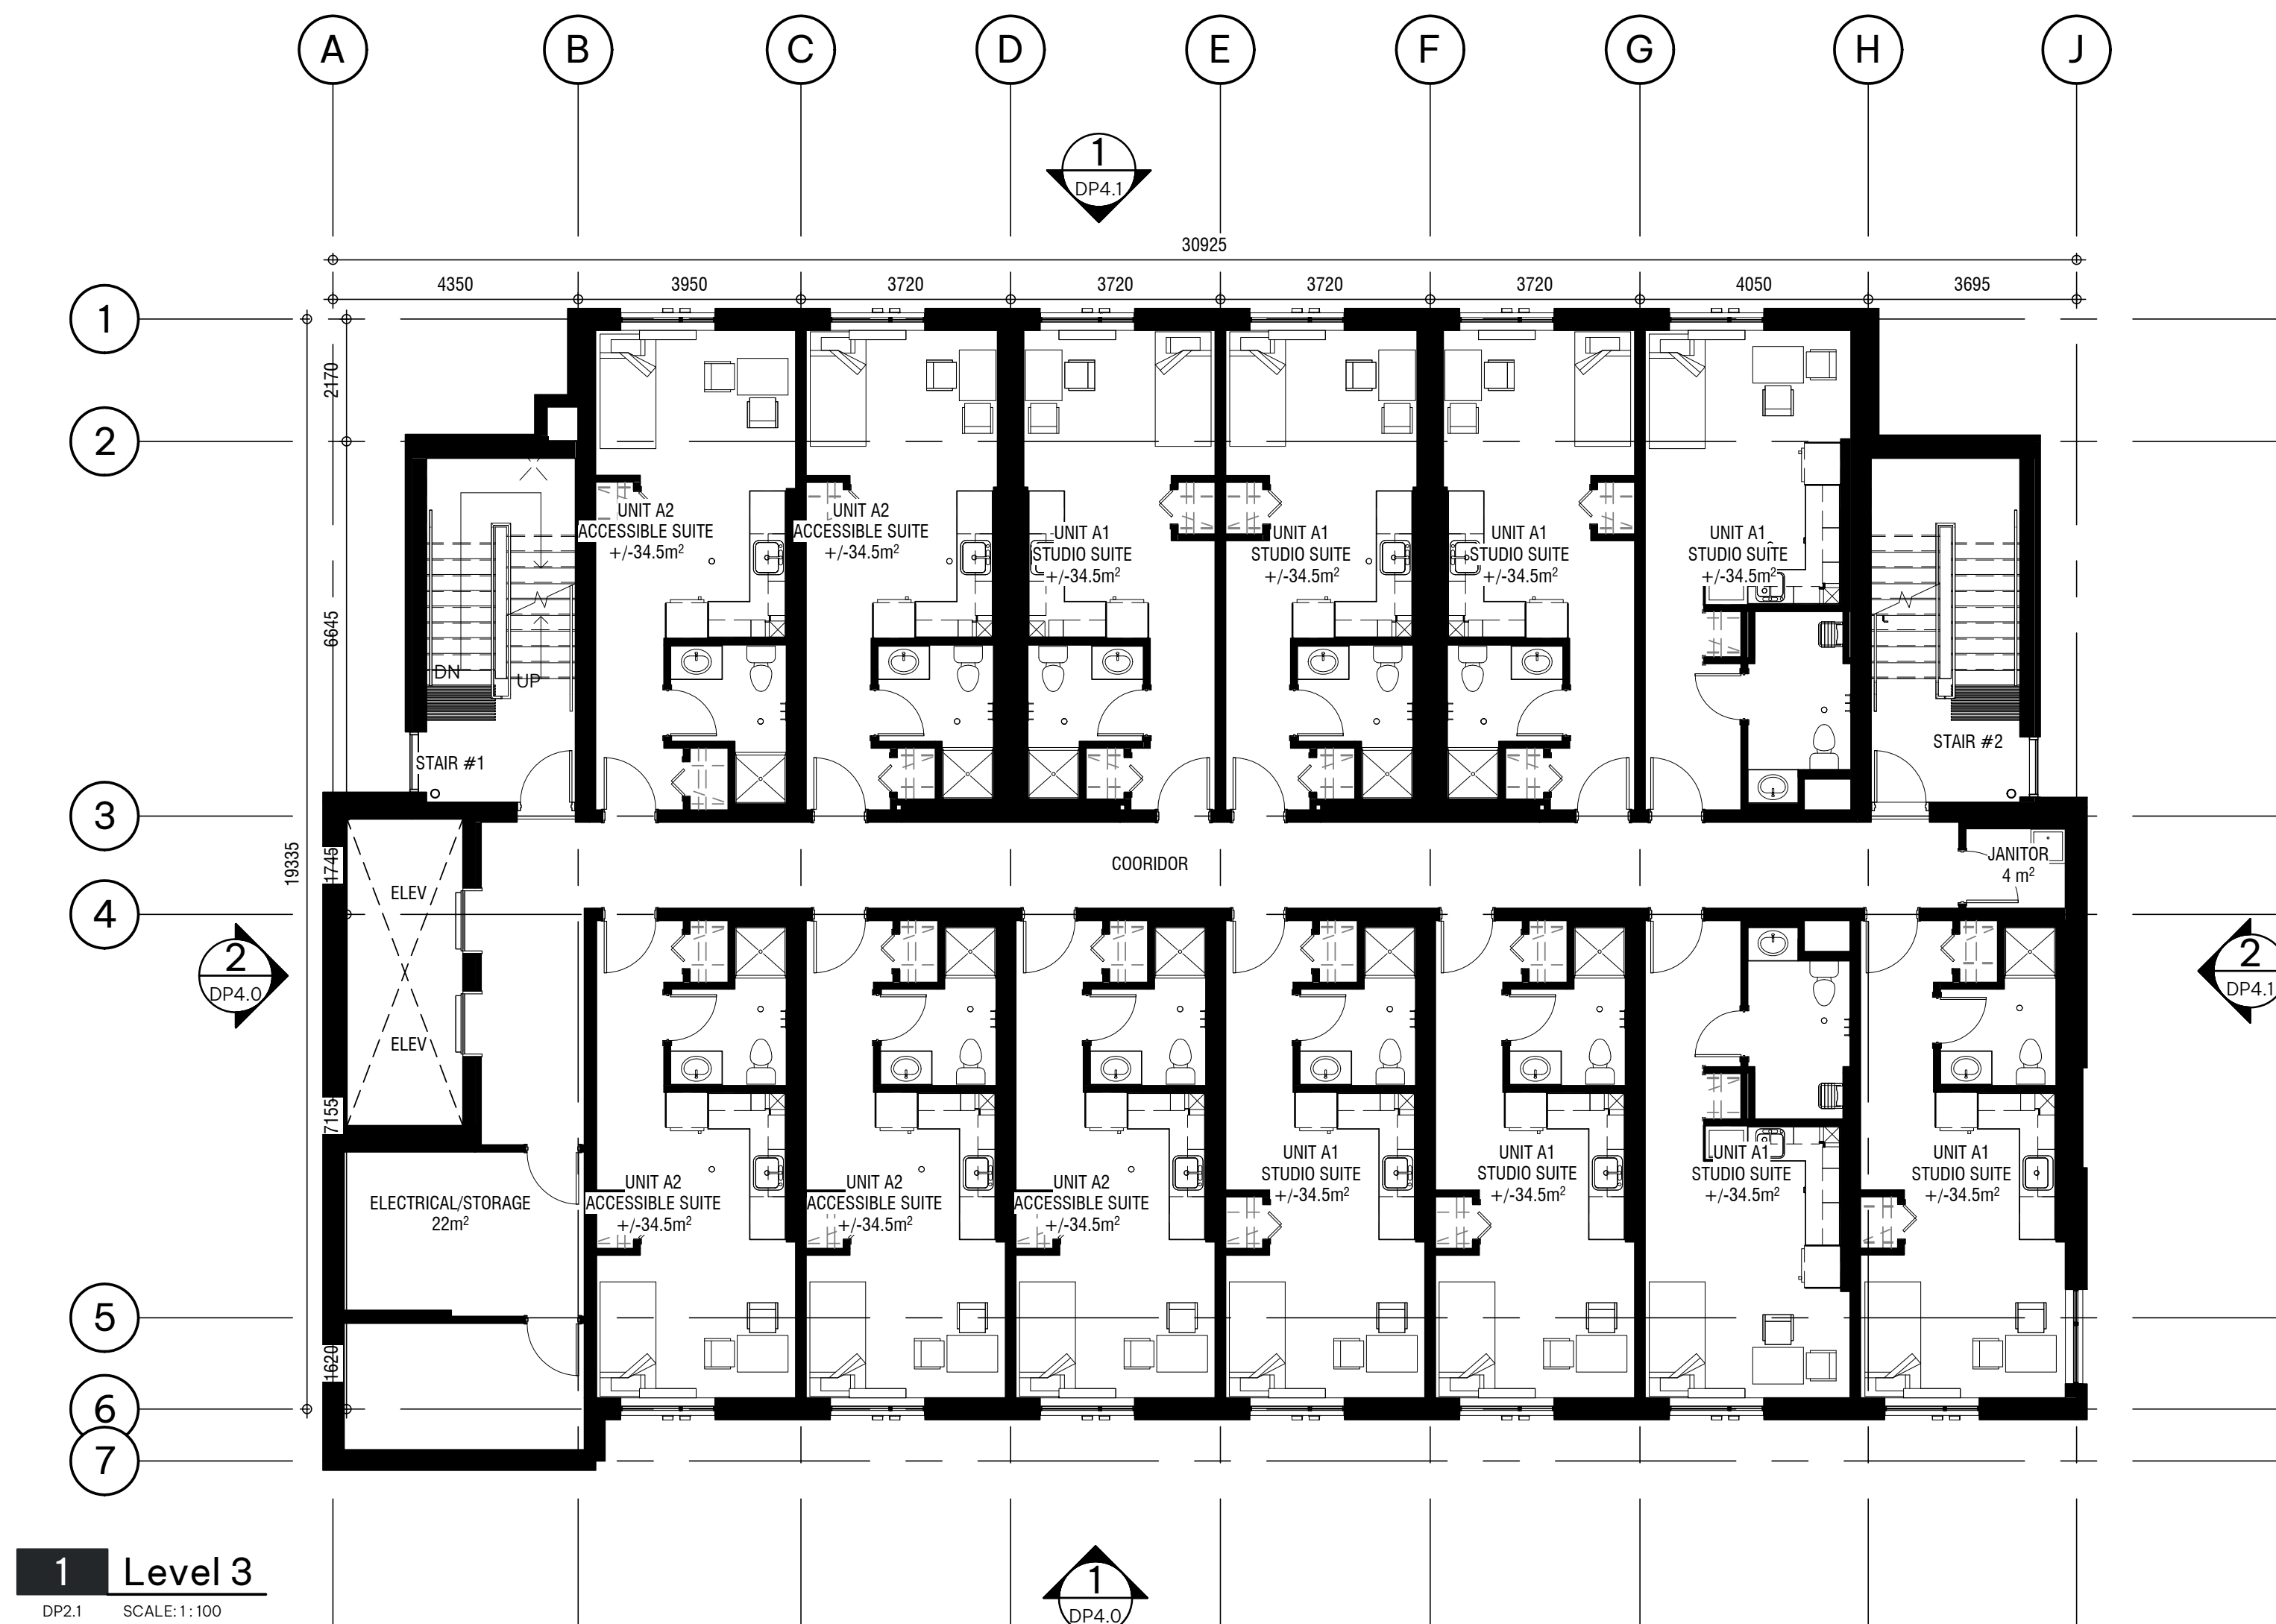 A B C D E F G H J
1
DP4.1
30925
4350 3950 3720 3720 3720 3720 4050 3695
1
2170
2
UNIT A2
ACCESSIBLE SUITE
+/-34.5m²
UNIT A2
ACCESSIBLE SUITE
+/-34.5m²
UNIT A1
STUDIO SUITE
+/-34.5m²
UNIT A1
STUDIO SUITE
+/-34.5m²
UNIT A1
STUDIO SUITE
+/-34.5m²
UNIT A1
STUDIO SUITE
+/-34.5m²
6645
DN
UP
STAIR #1
STAIR #2
3
19335
1745
ELEV
COORIDOR
JANITOR
4 m²
4
2
DP4.0
2
DP4.1
ELEV
7155
ELECTRICAL/STORAGE
22m²
UNIT A2
ACCESSIBLE SUITE
+/-34.5m²
UNIT A2
ACCESSIBLE SUITE
+/-34.5m²
UNIT A2
ACCESSIBLE SUITE
+/-34.5m²
UNIT A1
STUDIO SUITE
+/-34.5m²
UNIT A1
STUDIO SUITE
+/-34.5m²
UNIT A1
STUDIO SUITE
+/-34.5m²
UNIT A1
STUDIO SUITE
+/-34.5m²
5
1620
6
7
1
DP4.0
1 Level 3
DP2.1 SCALE: 1 : 100